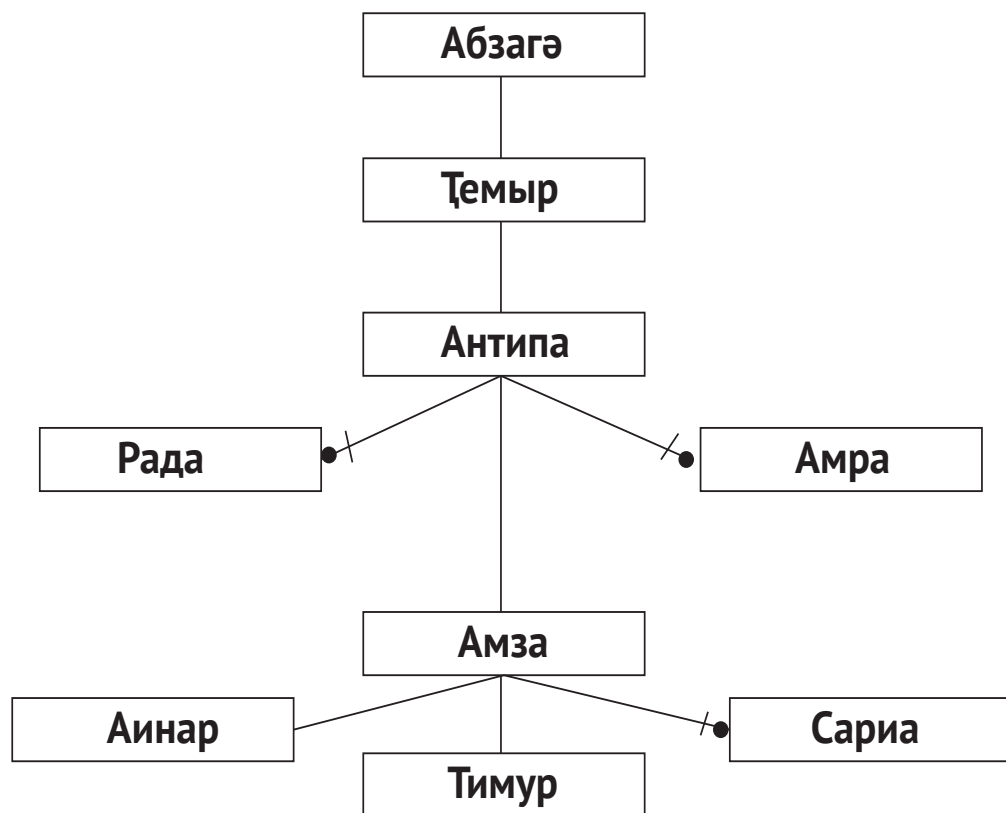 Абзагә
Ҭемыр
Антипа
Рада
Амра
Амза
Аинар
Сариа
Тимур